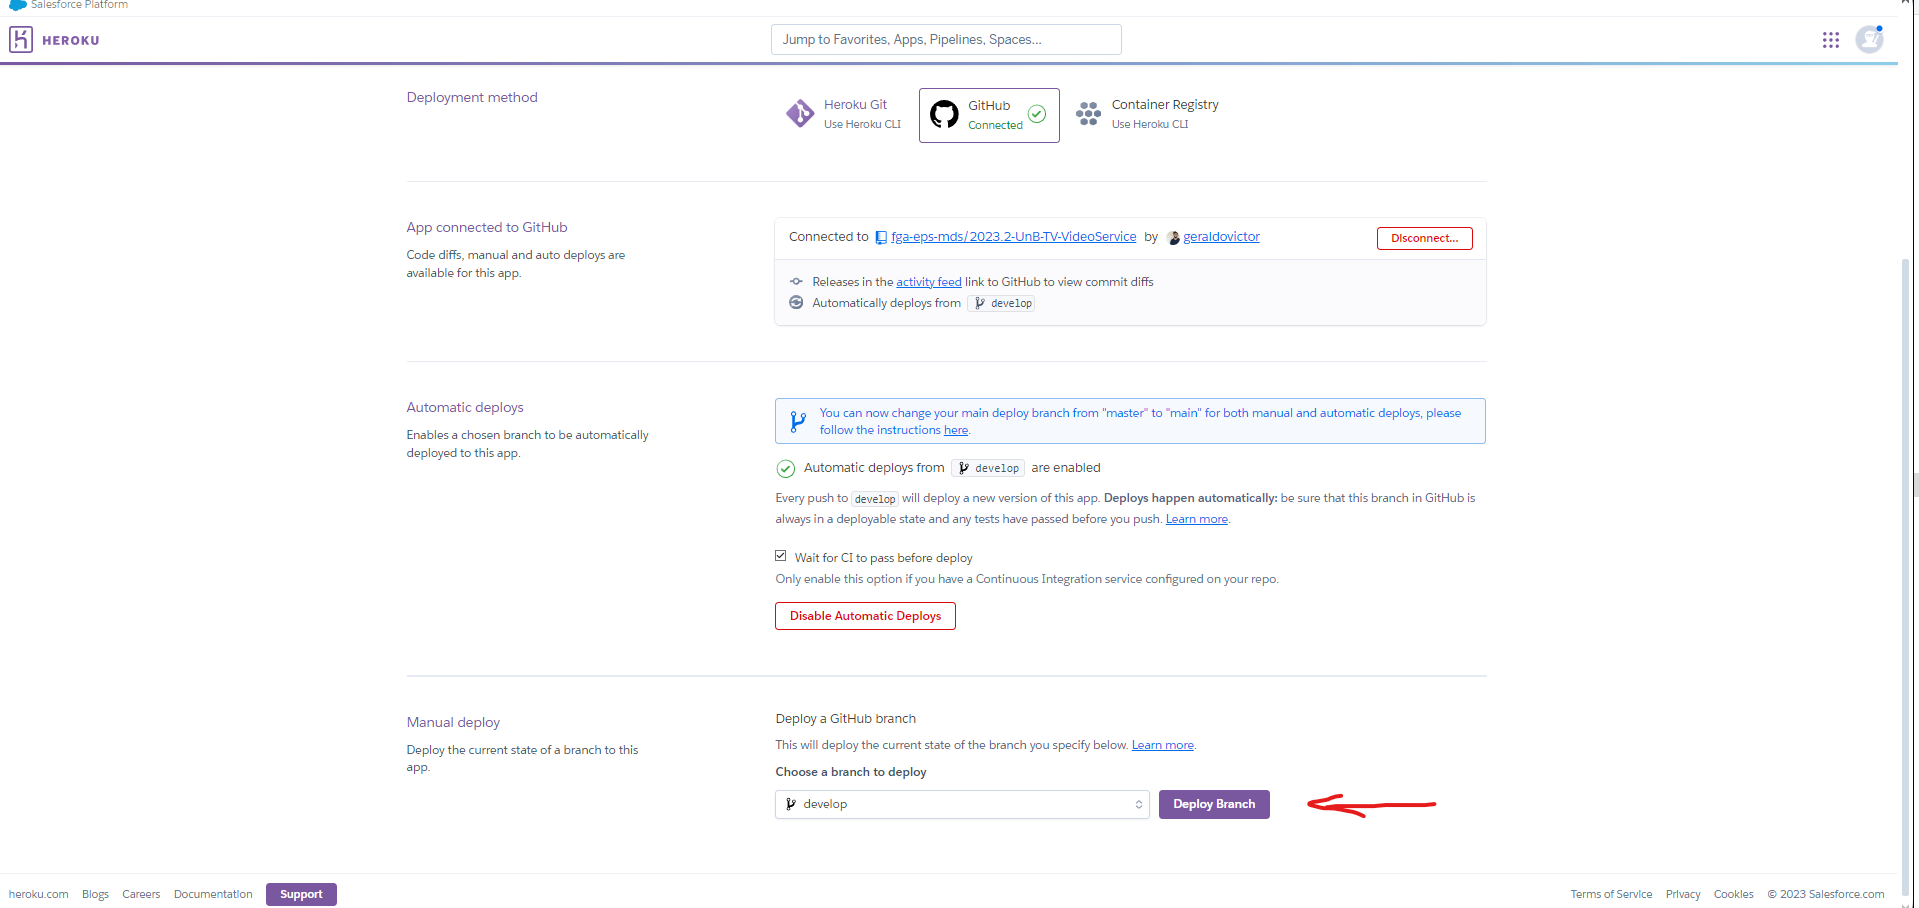 Salesforce Platform
HEROKU
Jump to Favorites, Apps, Pipelines, Spaces...
Deployment method
Heroku Git
Use Heroku CLI
GitHub
Connected
Container Registry
Use Heroku CLI
App connected to GitHub
Code diffs, manual and auto deploys are
available for this app.
Connected to fga-eps-mds/2023.2-UnB-TV-VideoService by geraldovictor
Disconnect...
Releases in the activity feed link to GitHub to view commit diffs
Automatically deploys from develop
Automatic deploys
Enables a chosen branch to be automatically
deployed to this app.
You can now change your main deploy branch from "master" to "main" for both manual and automatic deploys, please
follow the instructions here.
Automatic deploys from develop are enabled
Every push to develop will deploy a new version of this app. Deploys happen automatically: be sure that this branch in GitHub is
always in a deployable state and any tests have passed before you push. Learn more.
Wait for CI to pass before deploy
Only enable this option if you have a Continuous Integration service configured on your repo.
Disable Automatic Deploys
Manual deploy
Deploy the current state of a branch to this
app.
Deploy a GitHub branch
This will deploy the current state of the branch you specify below. Learn more.
Choose a branch to deploy
develop
Deploy Branch
heroku.com Blogs Careers Documentation Support
Terms of Service Privacy Cookies © 2023 Salesforce.com